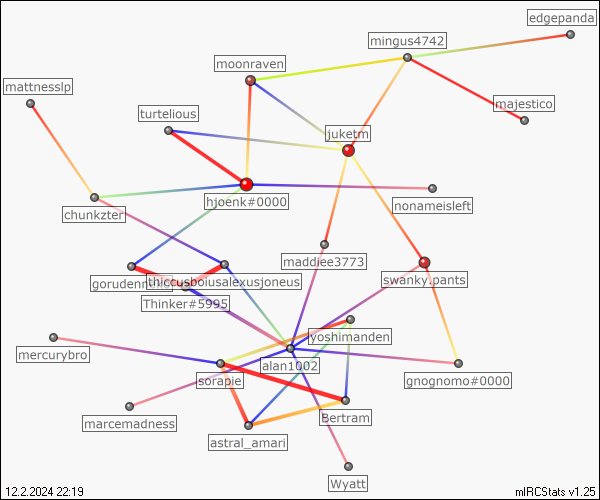 edgepanda
mingus4742
moonraven
mattnesslp
majestico
turtelious
juketm
hjoenk#0000
nonameisleft
chunkzter
maddiee3773
thiccusboiusalexusjoneus
swanky.pants
Thinker#5995
yoshimanden
mercurybro
alan1002
sorapie
gnognomo#0000
Bertram
marcemadness
astral_amari
Wyatt
12.2.2024 22:19
mIRCStats v1.25